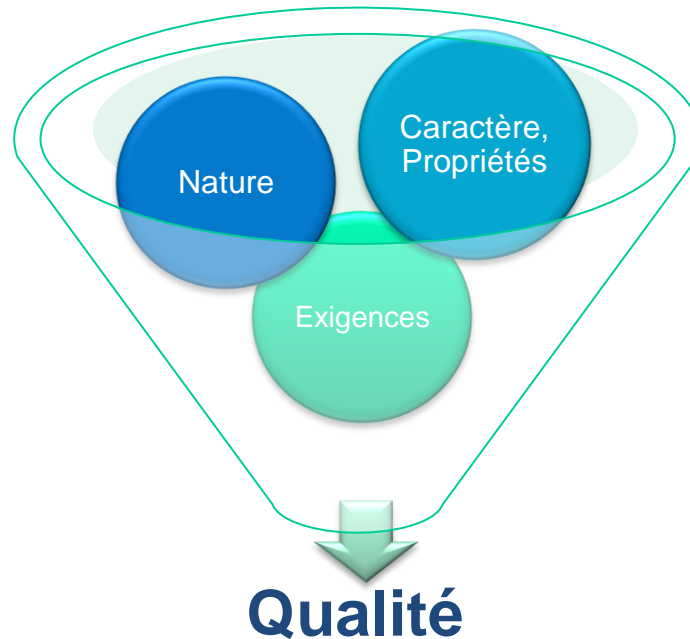 Caractère,
Propriétés
Nature
Exigences
Qualité